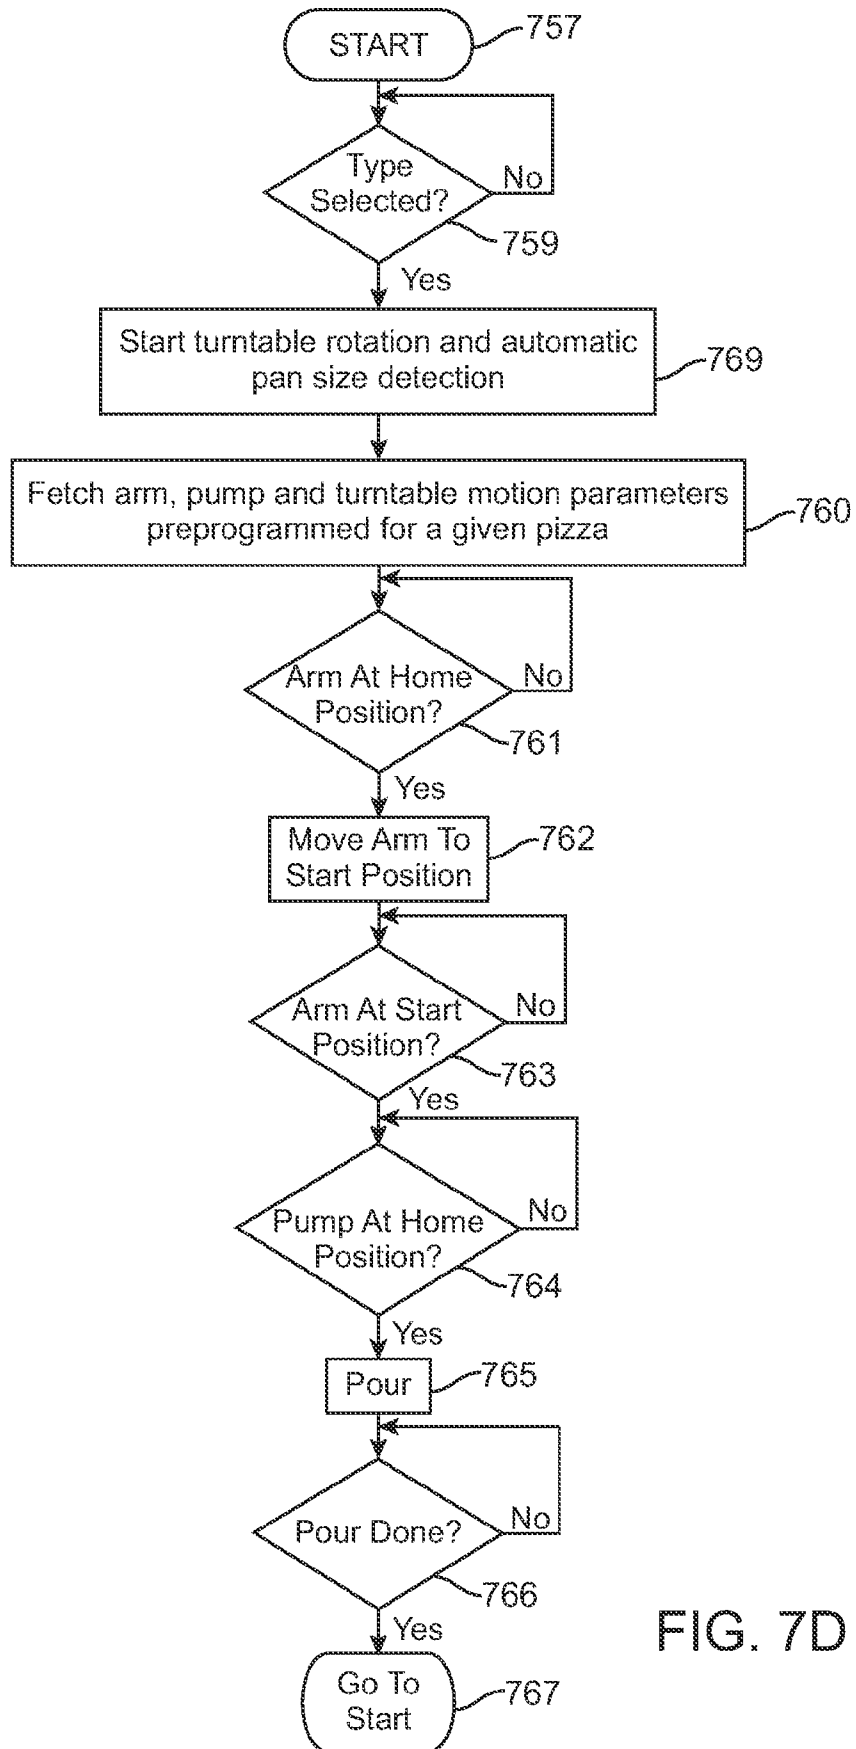 START
757
Type
Selected?
No
759
Yes
Start turntable rotation and automatic
pan size detection
769
Fetch arm, pump and turntable motion parameters
preprogrammed for a given pizza
760
Arm At Home
Position?
No
761
Yes
Move Arm To
Start Position
762
Arm At Start
Position?
No
763
Yes
Pump At Home
Position?
No
764
Yes
Pour
765
Pour Done?
No
766
Yes
Go To
Start
767
FIG. 7D